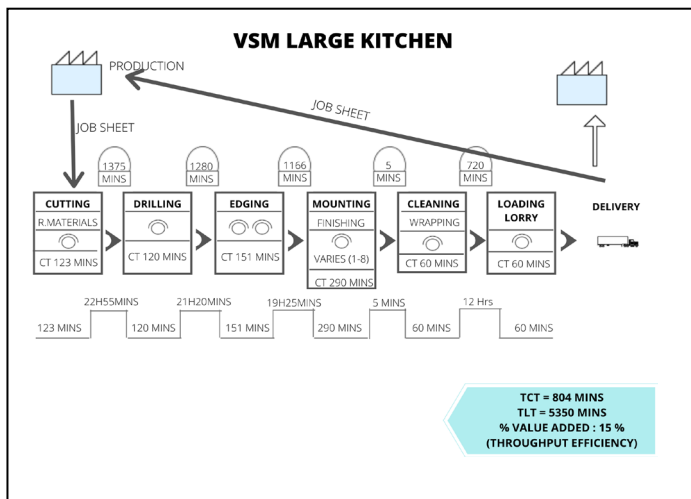 VSM LARGE KITCHEN
PRODUCTION
JOB SHEET
JOB SHEET
1375
MINS
1280
MINS
1166
MINS
5
MINS
720
MINS
CUTTING
R.MATERIALS
CT 123 MINS
DRILLING
CT 120 MINS
EDGING
CT 151 MINS
MOUNTING
FINISHING
VARIES (1-8)
CT 290 MINS
CLEANING
WRAPPING
CT 60 MINS
LOADING
LORRY
CT 60 MINS
DELIVERY
22H55MINS
21H20MINS
19H25MINS
5 MINS
12 Hrs
123 MINS
120 MINS
151 MINS
290 MINS
60 MINS
60 MINS
TCT = 804 MINS
TLT = 5350 MINS
% VALUE ADDED : 15 %
(THROUGHPUT EFFICIENCY)